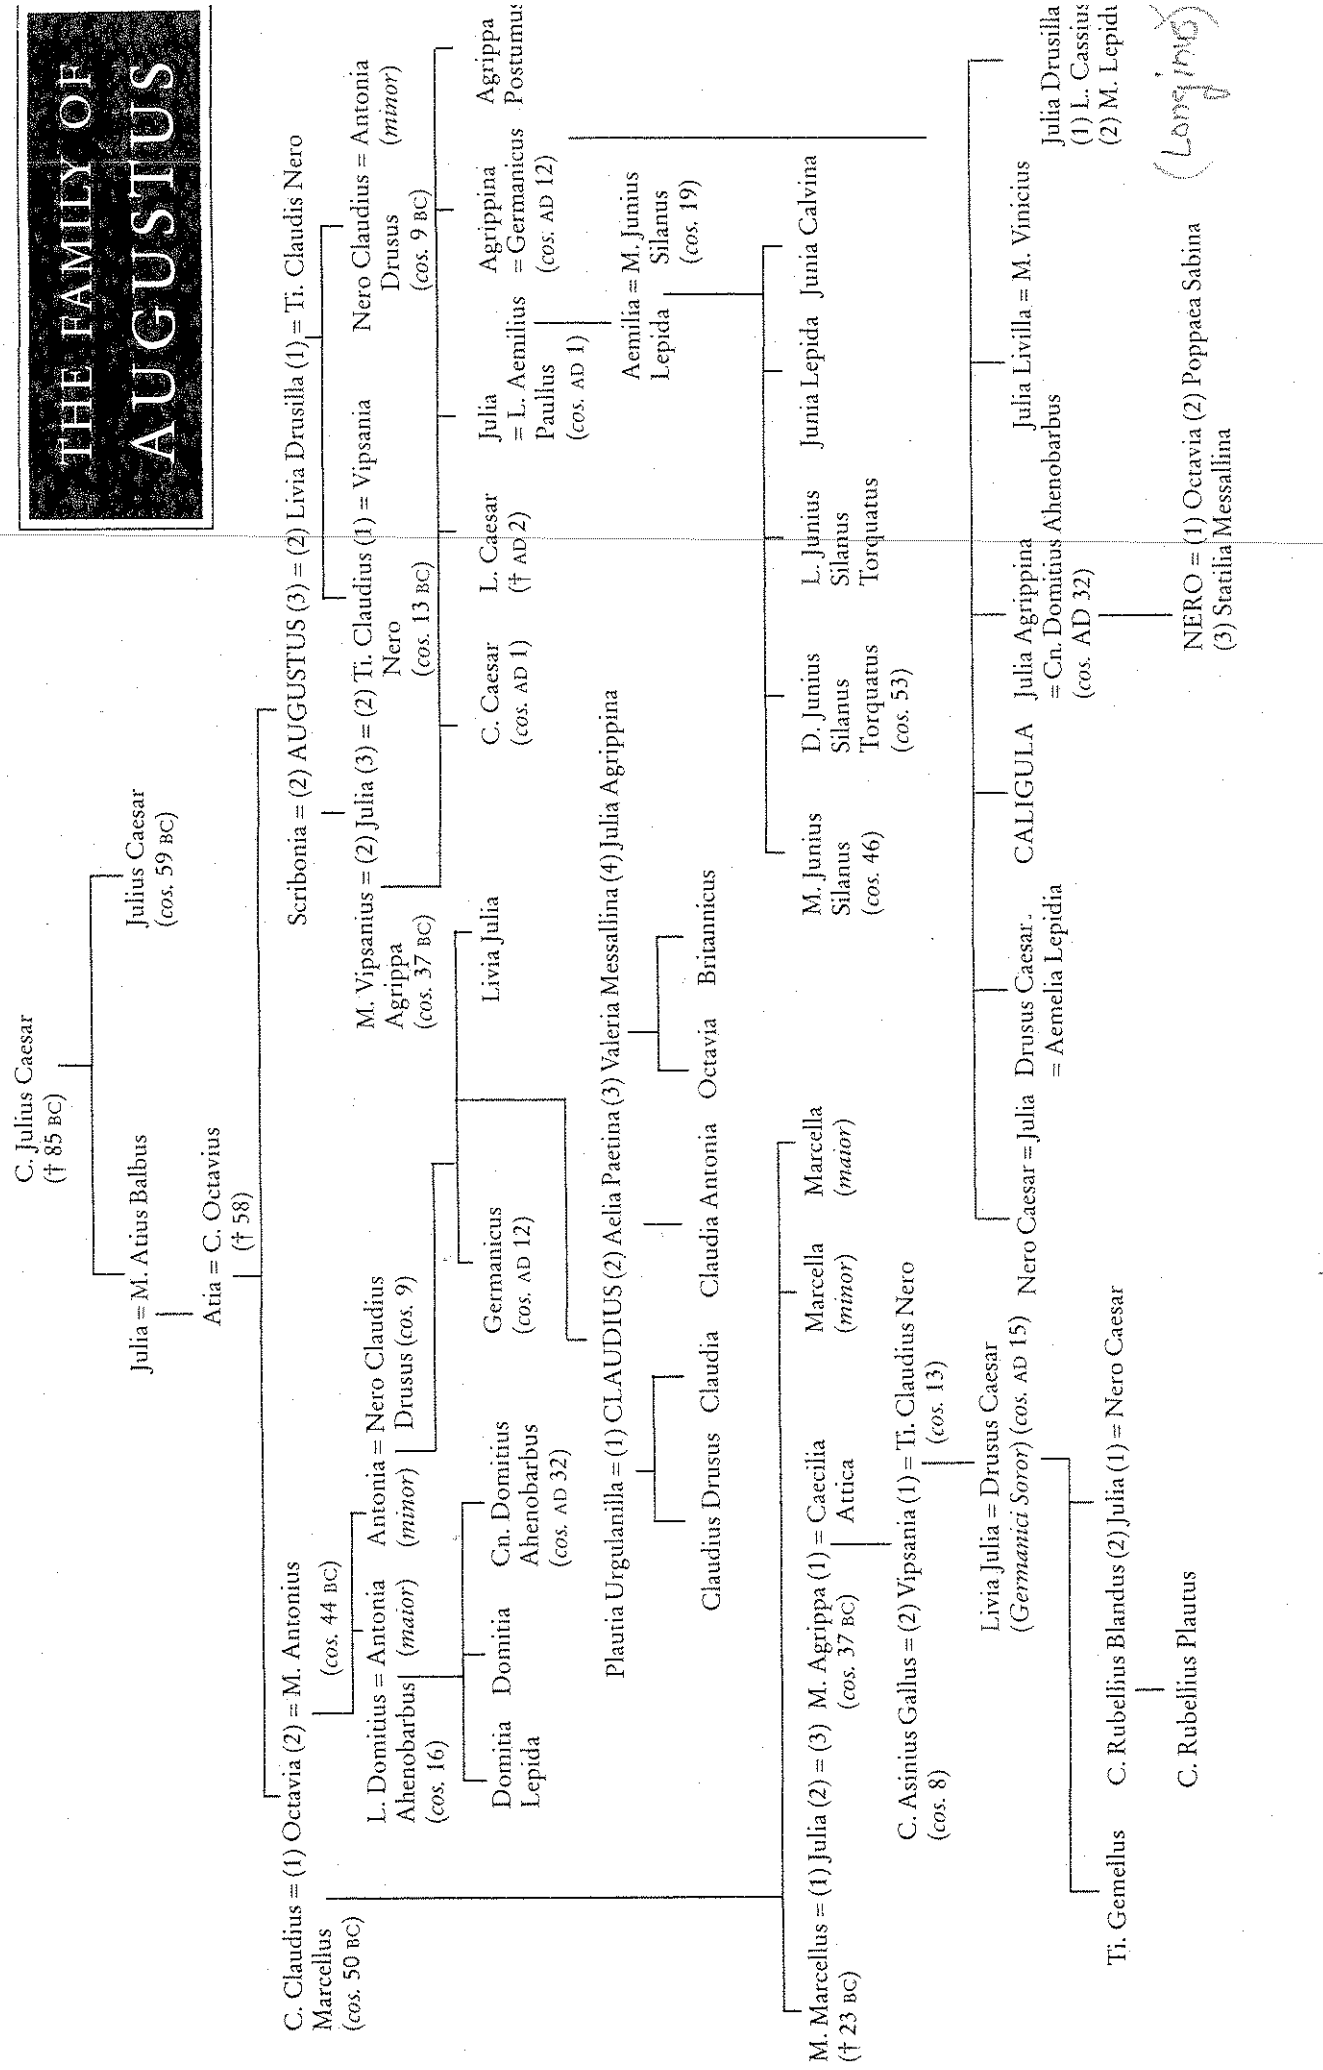 THE FAMILY OF
AUGUSTIUS
C. Julius Caesar
(† 85 BC)
Julia = M. Atius Balbus
Julius Caesar
(cos. 59 BC)
Atia = C. Octavius
(† 58)
C. Claudius = (1) Octavia (2) = M. Antonius
Marcellus
(cos. 50 BC)
(cos. 44 BC)
Scribonia = (2) AUGUSTUS (3) = (2) Livia Drusilla (1) = Ti. Claudis Nero
L. Domitius = Antonia
Ahenobarbus (maior)
(cos. 16)
Antonia = Nero Claudius
(minor) Drusus (cos. 9)
M. Vipsanius = (2) Julia (3) = (2) Ti. Claudius (1) = Vipsania
Agrippa
(cos. 37 BC)
Nero
(cos. 13 BC)
Nero Claudius = Antonia
Drusus (minor)
(cos. 9 BC)
Domitia
Lepida
Domitia
Cn. Domitius
Ahenobarbus
(cos. AD 32)
Germanicus
(cos. AD 12)
Livia Julia
C. Caesar
(cos. AD 1)
L. Caesar
(† AD 2)
Julia
= L. Aemilius
Paullus
(cos. AD 1)
Agrippina
= Germanicus
(cos. AD 12)
Agrippa
Postumus
Plautia Urgulanilla = (1) CLAUDIUS (2) Aelia Paetina (3) Valeria Messallina (4) Julia Agrippina
Aemilia = M. Junius
Lepida Silanus
(cos. 19)
Claudius Drusus Claudia Claudia Antonia Octavia Britannicus
M. Marcellus = (1) Julia (2) = (3) M. Agrippa (1) = Caecilia
(† 23 BC)
(cos. 37 BC) Attica
Marcella
(minor)
Marcella
(maior)
M. Junius
Silanus
(cos. 46)
D. Junius
Silanus
Torquatus
(cos. 53)
L. Junius
Silanus
Torquatus
Junia Lepida Junia Calvina
C. Asinius Gallus = (2) Vipsania (1) = Ti. Claudius Nero
(cos. 8)
(cos. 13)
Livia Julia = Drusus Caesar
(Germanici Soror) (cos. AD 15)
Nero Caesar = Julia
Drusus Caesar.
= Aemelia Lepidia
CALIGULA
Julia Agrippina
= Cn. Domitius Ahenobarbus
(cos. AD 32)
Julia Livilla = M. Vinicius
Julia Drusilla
(1) L. Cassius
(2) M. Lepidu
(Longinus)
Ti. Gemellus
C. Rubellius Blandus (2) Julia (1) = Nero Caesar
C. Rubellius Plautus
NERO = (1) Octavia (2) Poppaea Sabina
(3) Statilia Messallina